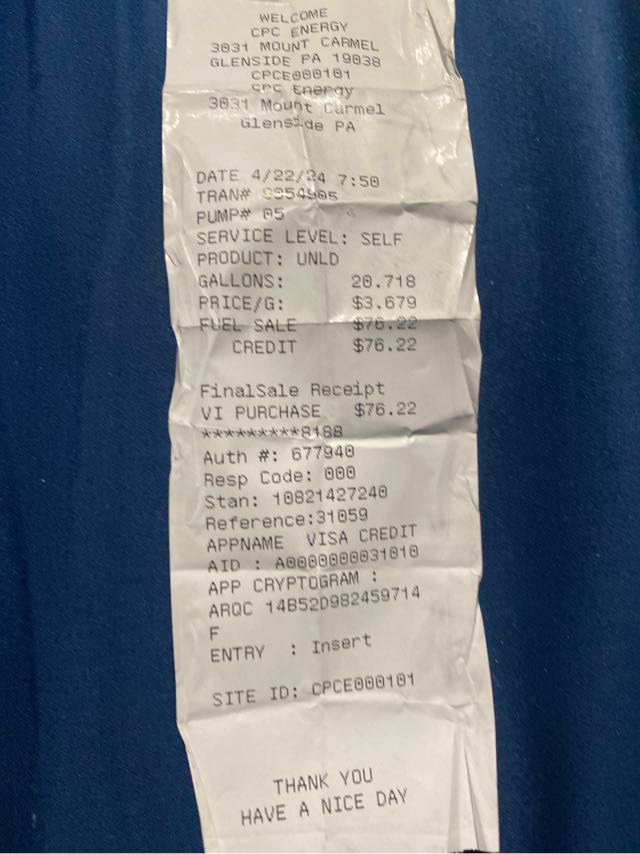 WELCOME
CPC ENERGY
3031 MOUNT CARMEL
GLENSIDE PA 19038
CPCE000101
CPC Energy
3031 Mount Carmel
Glenside PA
DATE 4/22/24 7:50
TRAN# 9054905
PUMP# 05
SERVICE LEVEL: SELF
PRODUCT: UNLD
GALLONS: 20.718
PRICE/G: $3.679
FUEL SALE $76.22
CREDIT $76.22
FinalSale Receipt
VI PURCHASE $76.22
*********8188
Auth #: 677940
Resp Code: 000
Stan: 10821427240
Reference:31059
APPNAME VISA CREDIT
AID : A0000000031010
APP CRYPTOGRAM :
ARQC 14B52D982459714
F
ENTRY : Insert
SITE ID: CPCE000101
THANK YOU
HAVE A NICE DAY